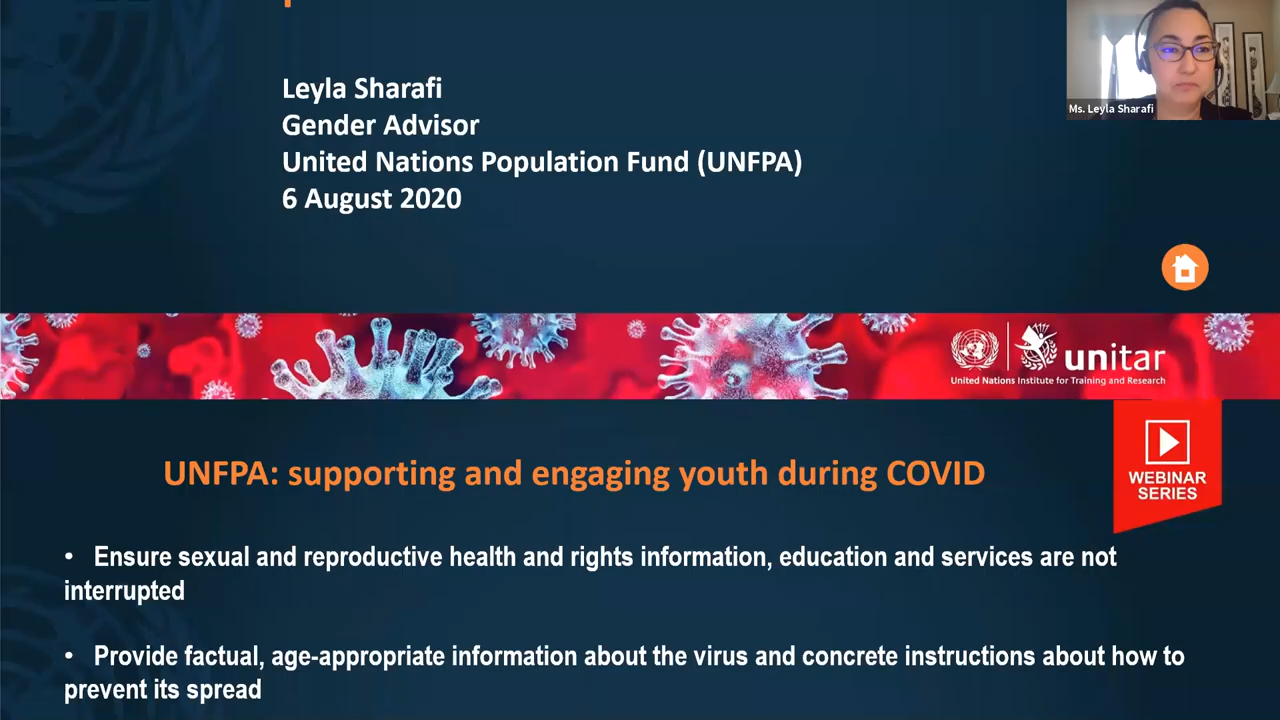 Leyla Sharafi
Gender Advisor
United Nations Population Fund (UNFPA)
6 August 2020
Ms. Leyla Sharafi
unitar
United Nations Institute for Training and Research
WEBINAR
SERIES
UNFPA: supporting and engaging youth during COVID
• Ensure sexual and reproductive health and rights information, education and services are not
interrupted
• Provide factual, age-appropriate information about the virus and concrete instructions about how to
prevent its spread